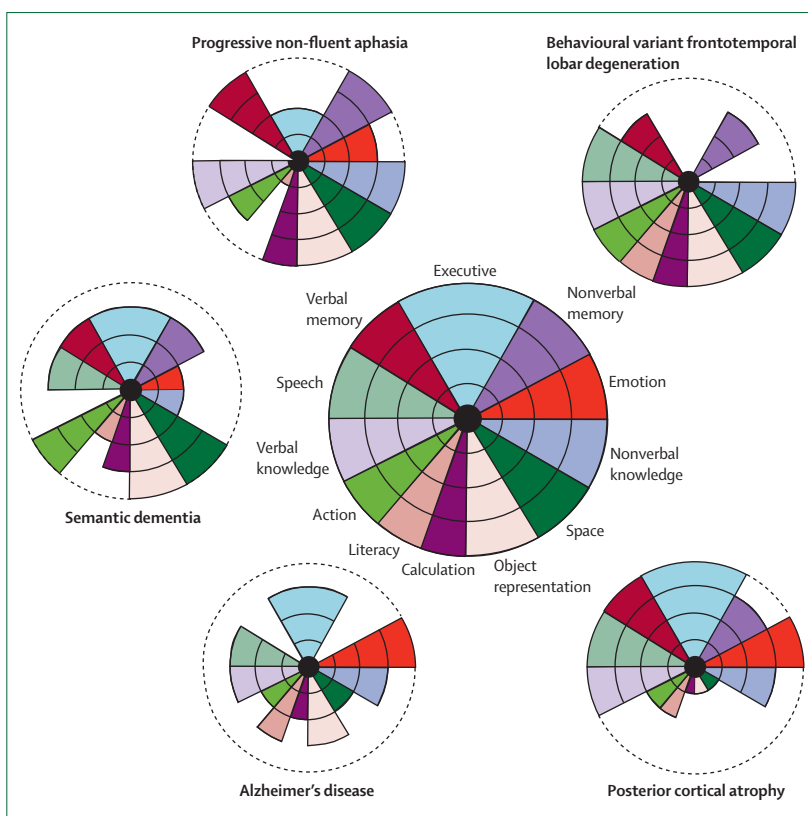 Progressive non-fluent aphasia
Behavioural variant frontotemporal
lobar degeneration
Executive
Verbal
memory
Nonverbal
memory
Speech
Emotion
Verbal
knowledge
Nonverbal
knowledge
Action
Space
Literacy
Calculation
Object
representation
Semantic dementia
Alzheimer's disease
Posterior cortical atrophy